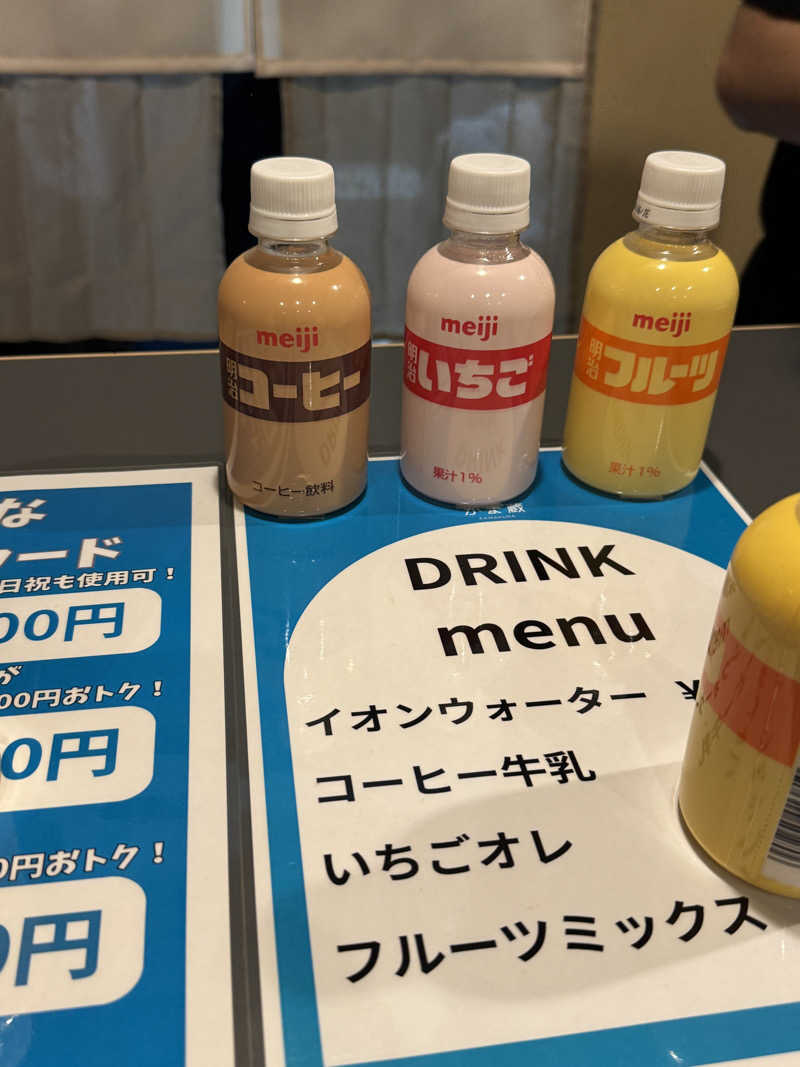 meiji
明治
コーヒー
コーヒー飲料
meiji
明治
いちご
果汁1%
meiji
明治
フルーツ
果汁1%
な
ード
日祝も使用可！
00円
が
00円おトク！
0円
0円おトク！
円
かま蔵
KAMAKURA
DRINK
menu
イオンウォーター
コーヒー牛乳
いちごオレ
フルーツミックス